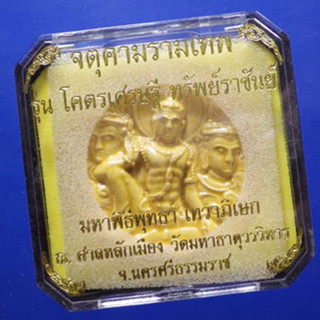 จตุคามรามเทพ
รุ่น โคตรเศรษฐี ทรัพย์ราชันย์
มหาพิธีพุทธา เทวาภิเษก
ณ. ศาลหลักเมือง วัดมหาธาตุวรวิหาร
จ.นครศรีธรรมราช